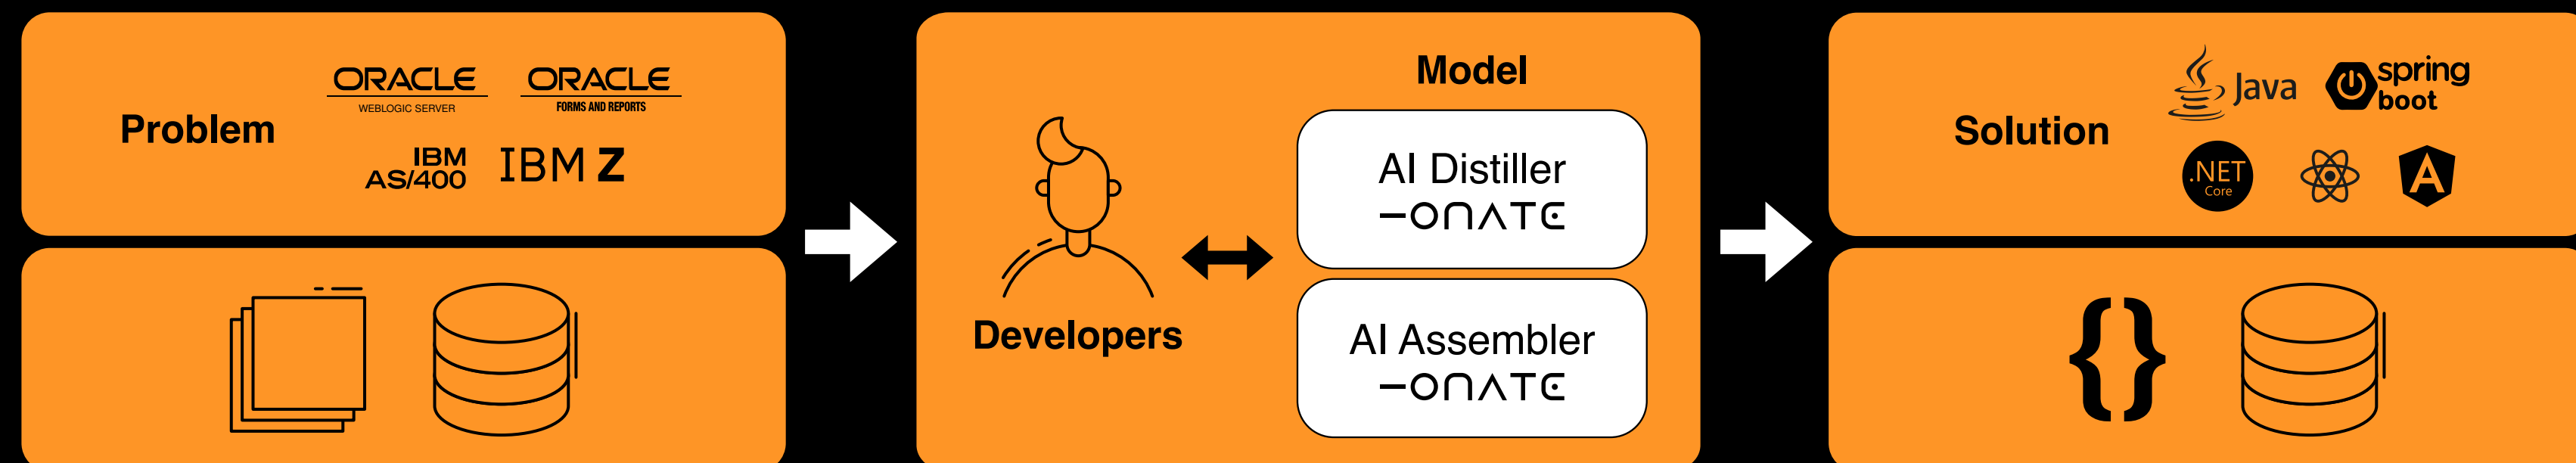 Problem
ORACLE
WEBLOGIC SERVER
ORACLE
FORMS AND REPORTS
IBM
AS/400
IBM Z
Developers
Model
AI Distiller
–ONATE
AI Assembler
–ONATE
Solution
Java
spring
boot
.NET
Core
{}